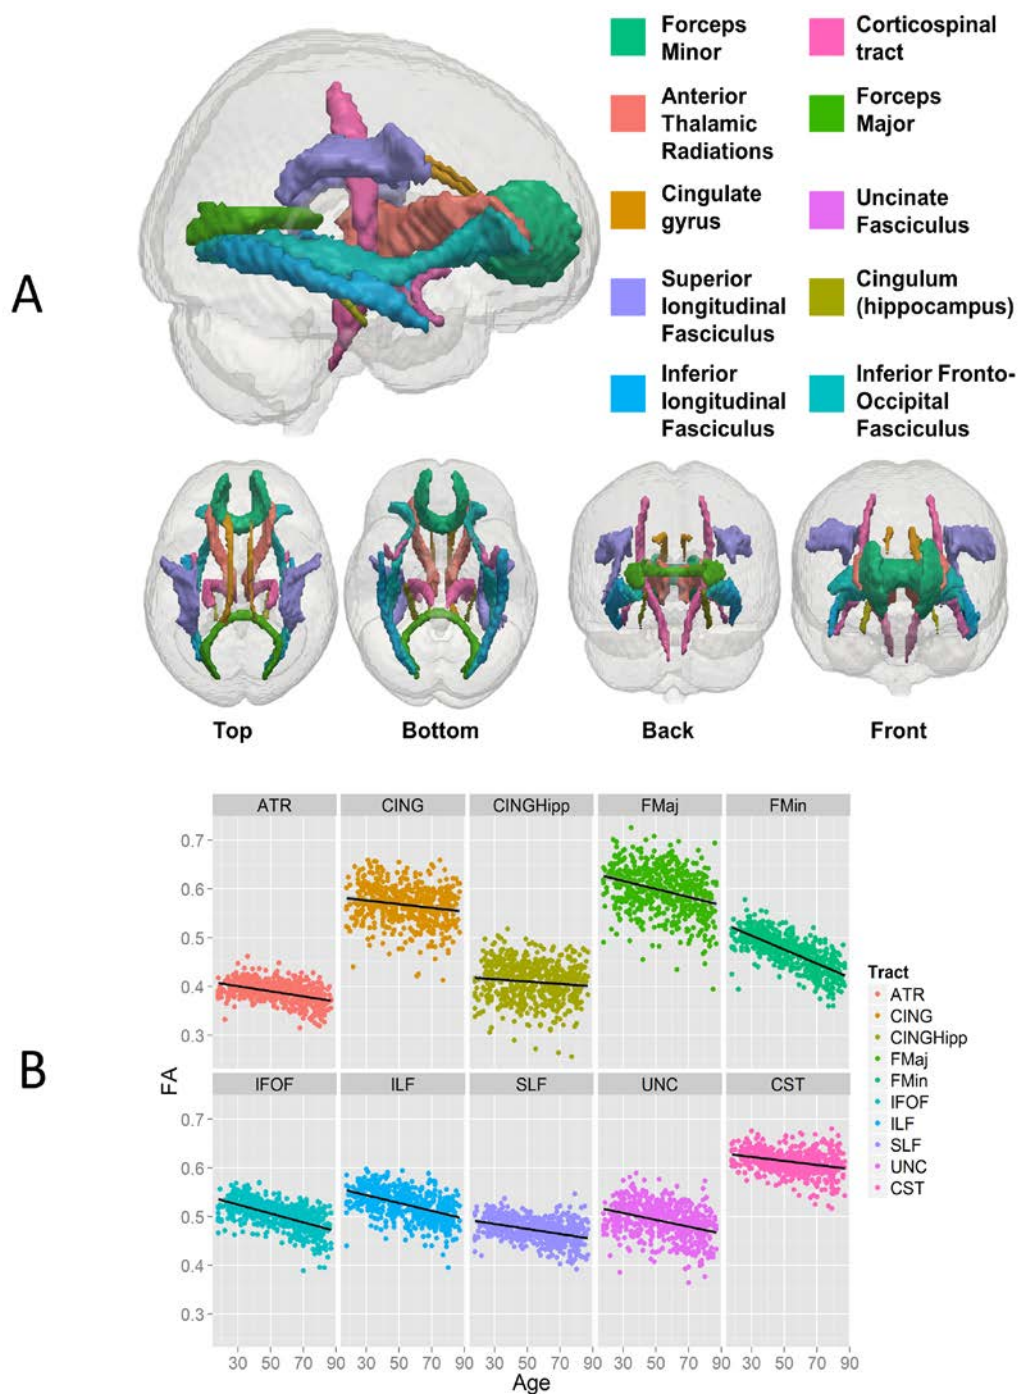 Forceps
Minor
Corticospinal
tract
Anterior
Thalamic
Radiations
Forceps
Major
Cingulate
gyrus
Uncinate
Fasciculus
A
Superior
longitudinal
Fasciculus
Cingulum
(hippocampus)
Inferior
longitudinal
Fasciculus
Inferior Fronto-
Occipital
Fasciculus
Top
Bottom
Back
Front
B
FA
ATR
CING
CINGHipp
FMaj
FMin
0.7
0.6
0.5
0.4
0.3
IFOF
ILF
SLF
UNC
CST
0.7
0.6
0.5
0.4
0.3
30 50 70 90
30 50 70 90
30 50 70 90
30 50 70 90
30 50 70 90
Age
Tract
ATR
CING
CINGHipp
FMaj
FMin
IFOF
ILF
SLF
UNC
CST